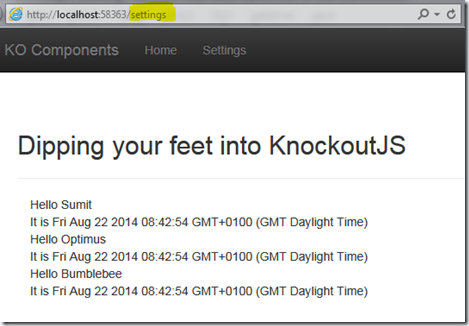 http://localhost:58363/settings
KO Components Home Settings
Dipping your feet into KnockoutJS
Hello Sumit
It is Fri Aug 22 2014 08:42:54 GMT+0100 (GMT Daylight Time)
Hello Optimus
It is Fri Aug 22 2014 08:42:54 GMT+0100 (GMT Daylight Time)
Hello Bumblebee
It is Fri Aug 22 2014 08:42:54 GMT+0100 (GMT Daylight Time)